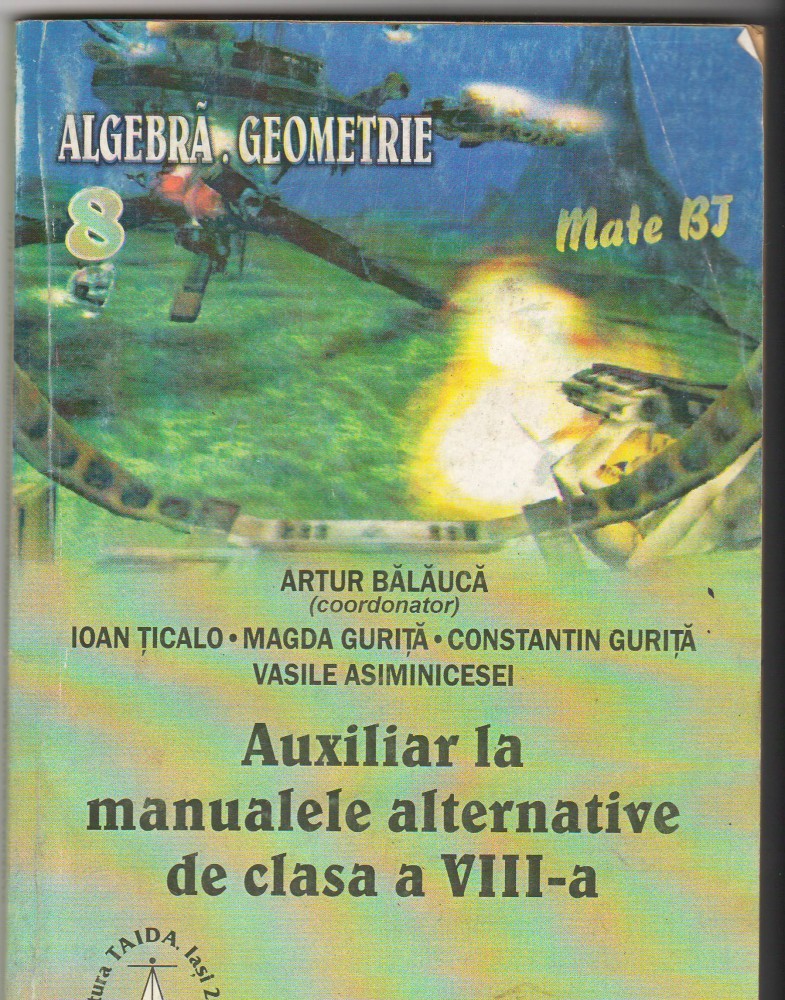 ALGEBRĂ. GEOMETRIE
8
Mate BT
ARTUR BĂLĂUCĂ
(coordonator)
IOAN ȚICALO • MAGDA GURIȚĂ • CONSTANTIN GURIȚĂ
VASILE ASIMINICESEI
Auxiliar la
manualele alternative
de clasa a VIII-a
TAIDA. Iași